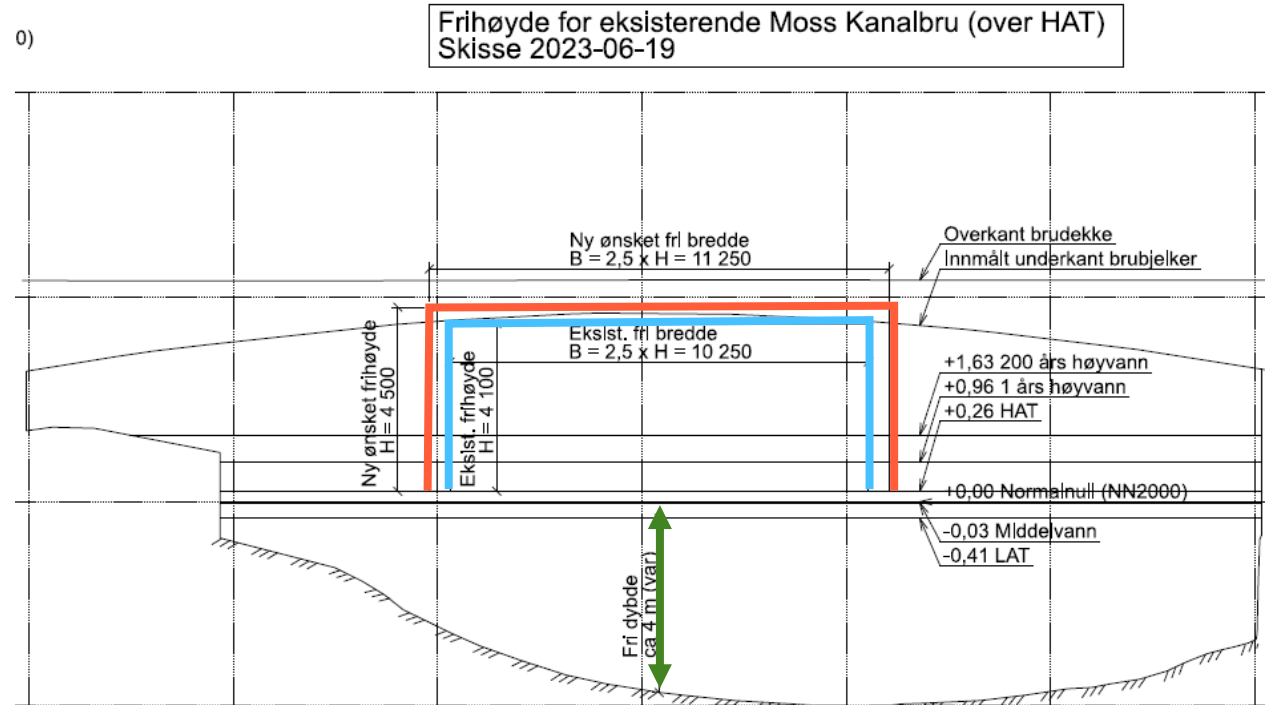 0)
Frihøyde for eksisterende Moss Kanalbru (over HAT)
Skisse 2023-06-19
Ny ønsket fri bredde
B = 2,5 x H = 11 250
Overkant brudekke
Innmålt underkant brubjelker
Eksist. fri bredde
B = 2,5 x H = 10 250
Ny ønsket frihøyde
H = 4 500
Eksist. frihøyde
H = 4 100
+1,63 200 års høyvann
+0,96 1 års høyvann
+0,26 HAT
+0,00 Normalnull (NN2000)
-0,03 Middelvann
-0,41 LAT
Fri dybde
ca 4 m (var)